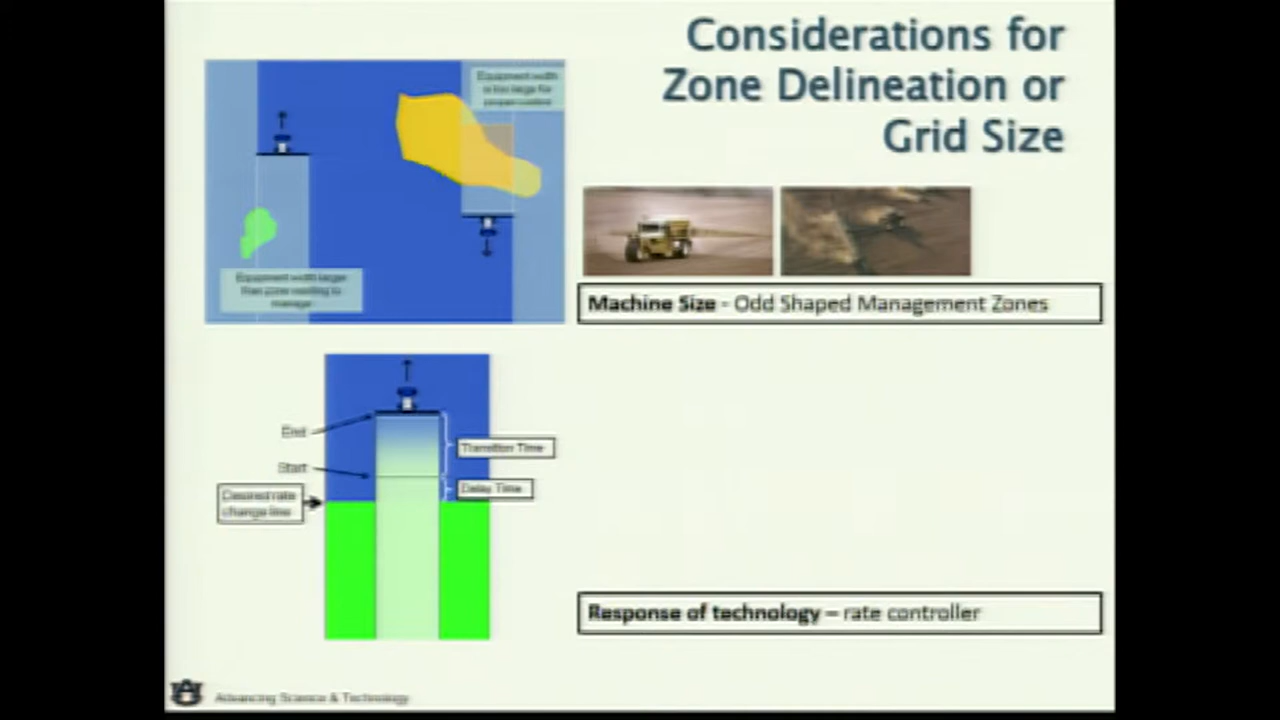 Considerations for
Zone Delineation or
Grid Size
Equipment width
is too large for
proper control
Equipment width larger
than zone needing to
manage
Machine Size - Odd Shaped Management Zones
End
Transition Time
Start
Delay Time
Desired rate
change line
Response of technology – rate controller
Advancing Science & Technology